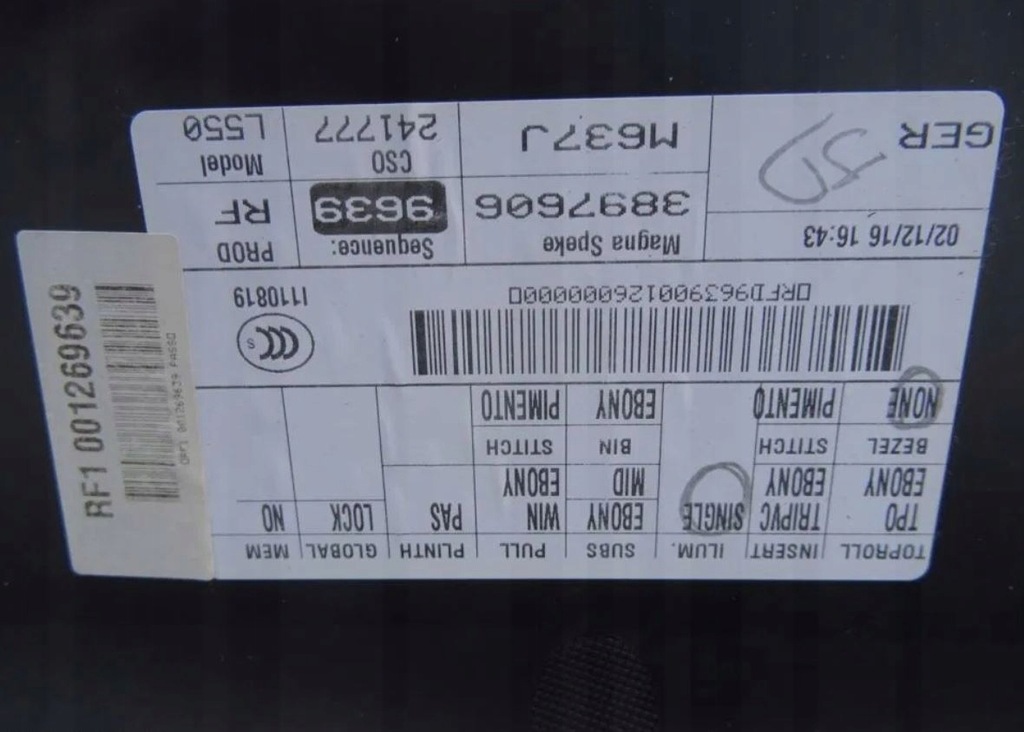 TOPROLL INSERT ILUM. SUBS PULL PLINTH GLOBAL MEM
TPO TRIPVC SINGLE EBONY WIN PAS LOCK NO
EBONY EBONY MID EBONY
BEZEL STITCH BIN STITCH
NONE PIMENTO EBONY PIMENTO
CCC S
1110819
02/12/16 16:43 Magna Speke Sequence: PROD
3897606 9639 RF
GER CSO Model
M637J 241777 L550
RF1 001269639